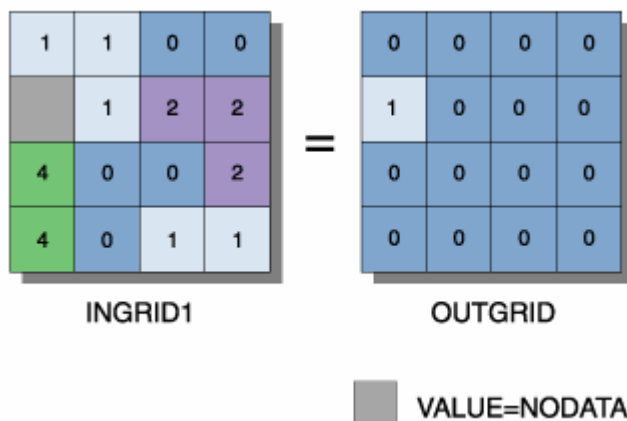 1 1 0 0 0 0 0 0
1 2 2 = 1 0 0 0
4 0 0 2 0 0 0 0
4 0 1 1 0 0 0 0
INGRID1 OUTGRID
VALUE=NODATA